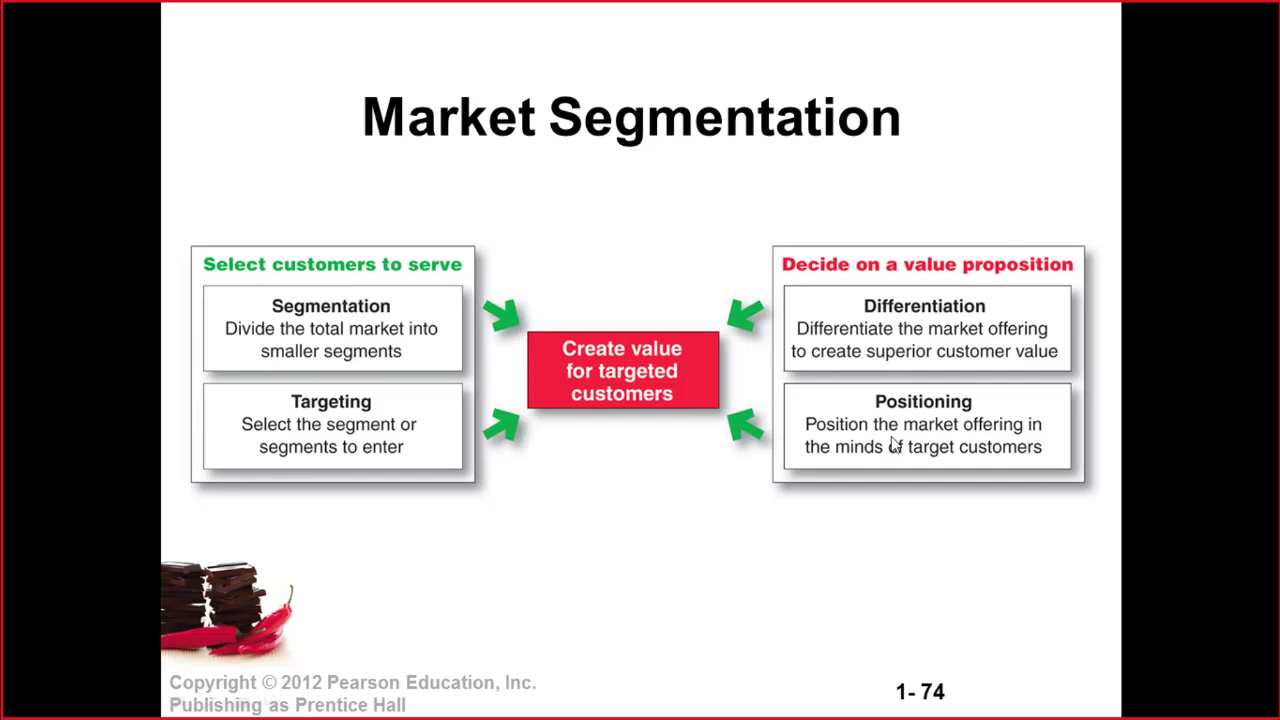 Market Segmentation
Select customers to serve
Segmentation
Divide the total market into
smaller segments
Targeting
Select the segment or
segments to enter
Create value
for targeted
customers
Decide on a value proposition
Differentiation
Differentiate the market offering
to create superior customer value
Positioning
Position the market offering in
the minds of target customers
Copyright © 2012 Pearson Education, Inc.
Publishing as Prentice Hall
1- 74